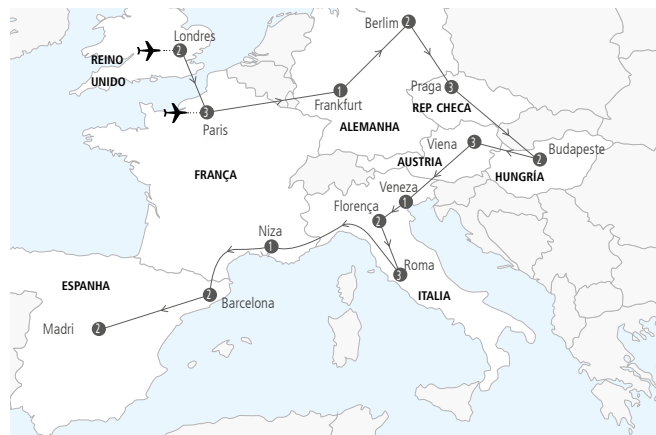 Berlim
2
Londres
2
REINO
UNIDO
Praga
3
REP. CHECA
1
Frankfurt
3
Paris
ALEMANHA
Viena
3
Budapeste
2
AUSTRIA
HUNGRÍA
FRANÇA
Veneza
1
Florença
2
Niza
1
Roma
3
ESPANHA
ITALIA
2
Barcelona
Madri
2